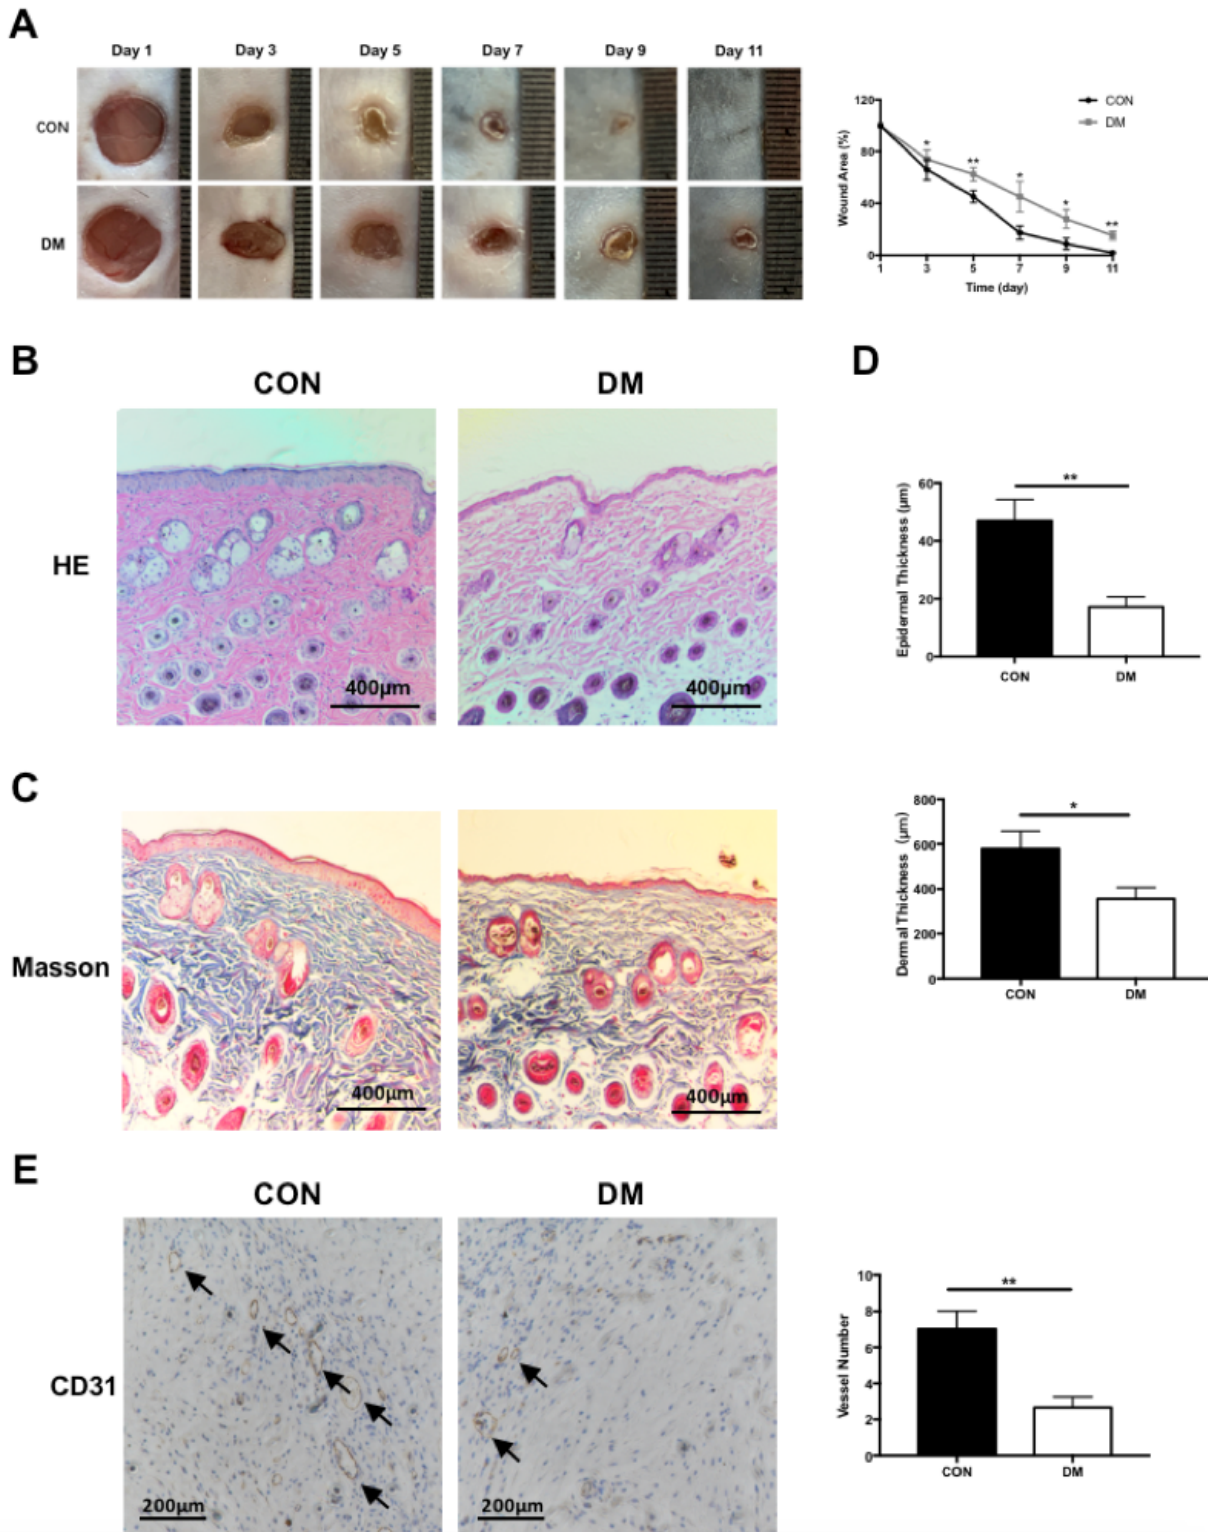 A
Day 1 Day 3 Day 5 Day 7 Day 9 Day 11
CON
DM
120
80
40
0
Wound Area (%)
CON
DM
*
**
*
*
**
1 3 5 7 9 11
Time (day)
B
CON DM
HE
400μm
400μm
D
60
40
20
0
Epidermal Thickness (μm)
**
CON DM
C
Masson
400μm
400μm
800
600
400
200
0
Dermal Thickness (μm)
*
CON DM
E
CON DM
CD31
200μm
200μm
10
8
6
4
2
0
Vessel Number
**
CON DM